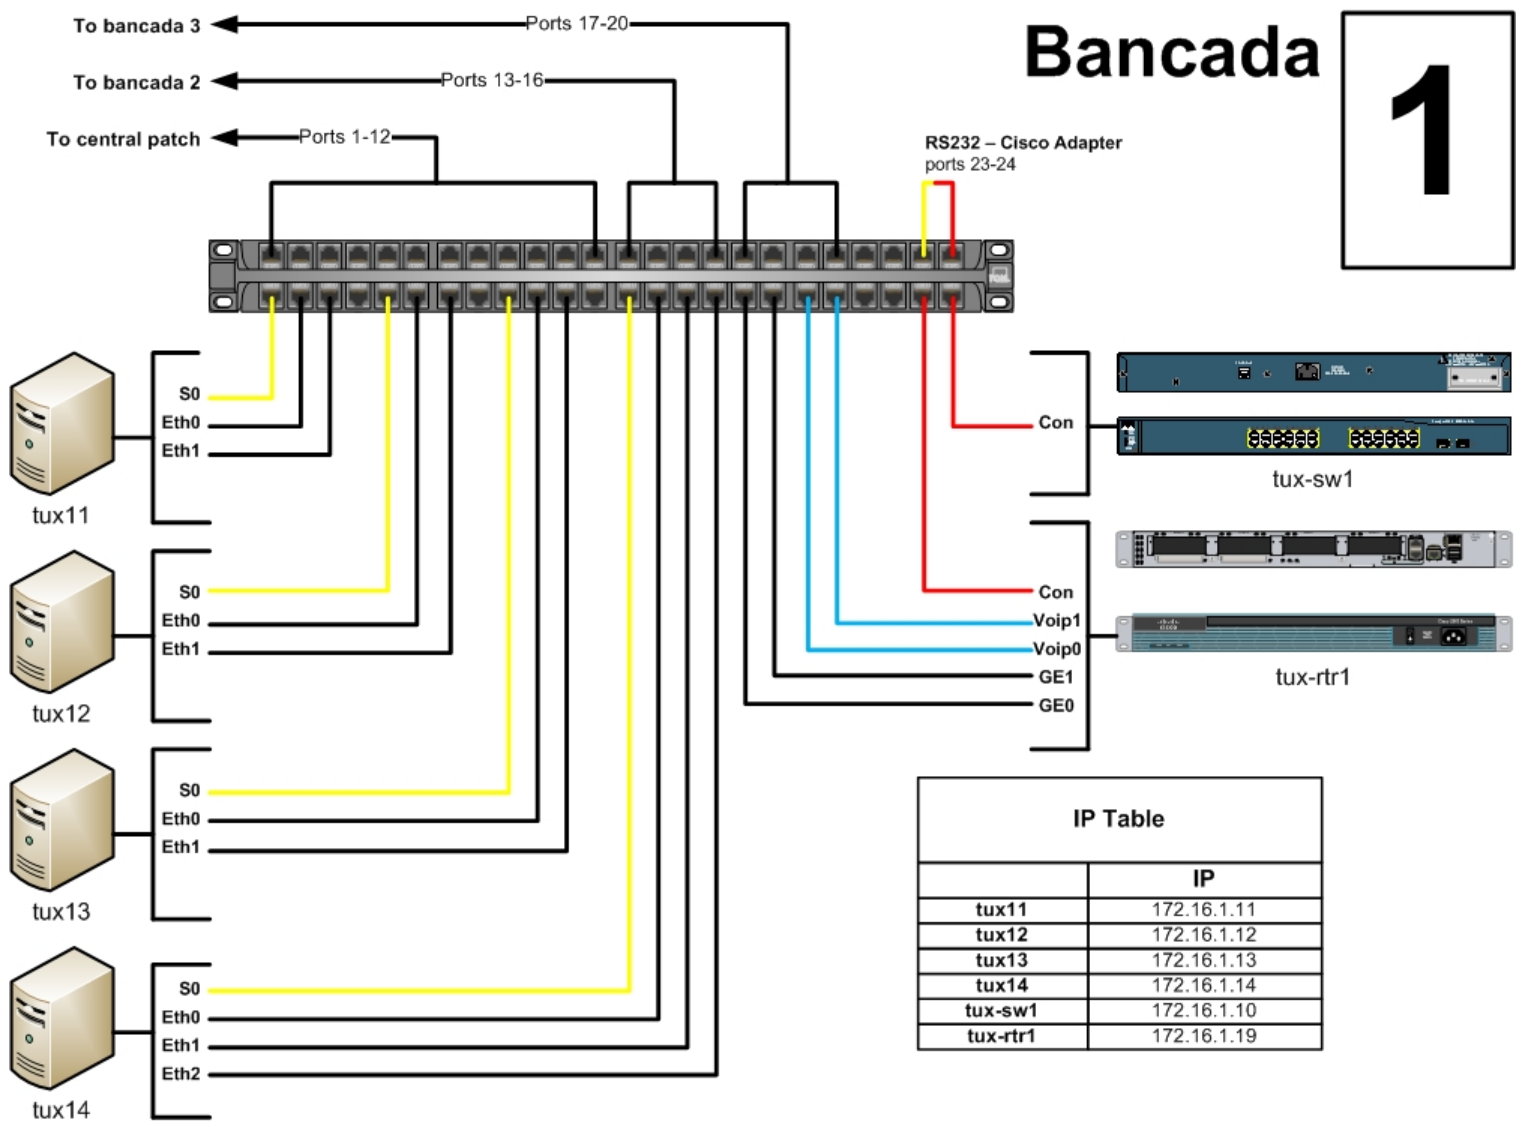 To bancada 3
Ports 17-20
Bancada
1
To bancada 2
Ports 13-16
To central patch
Ports 1-12
RS232 – Cisco Adapter
ports 23-24
S0
Eth0
Eth1
tux11
Con
tux-sw1
S0
Eth0
Eth1
tux12
Con
Voip1
Voip0
GE1
GE0
tux-rtr1
S0
Eth0
Eth1
tux13
S0
Eth0
Eth1
Eth2
tux14
IP Table
IP
tux11 172.16.1.11
tux12 172.16.1.12
tux13 172.16.1.13
tux14 172.16.1.14
tux-sw1 172.16.1.10
tux-rtr1 172.16.1.19